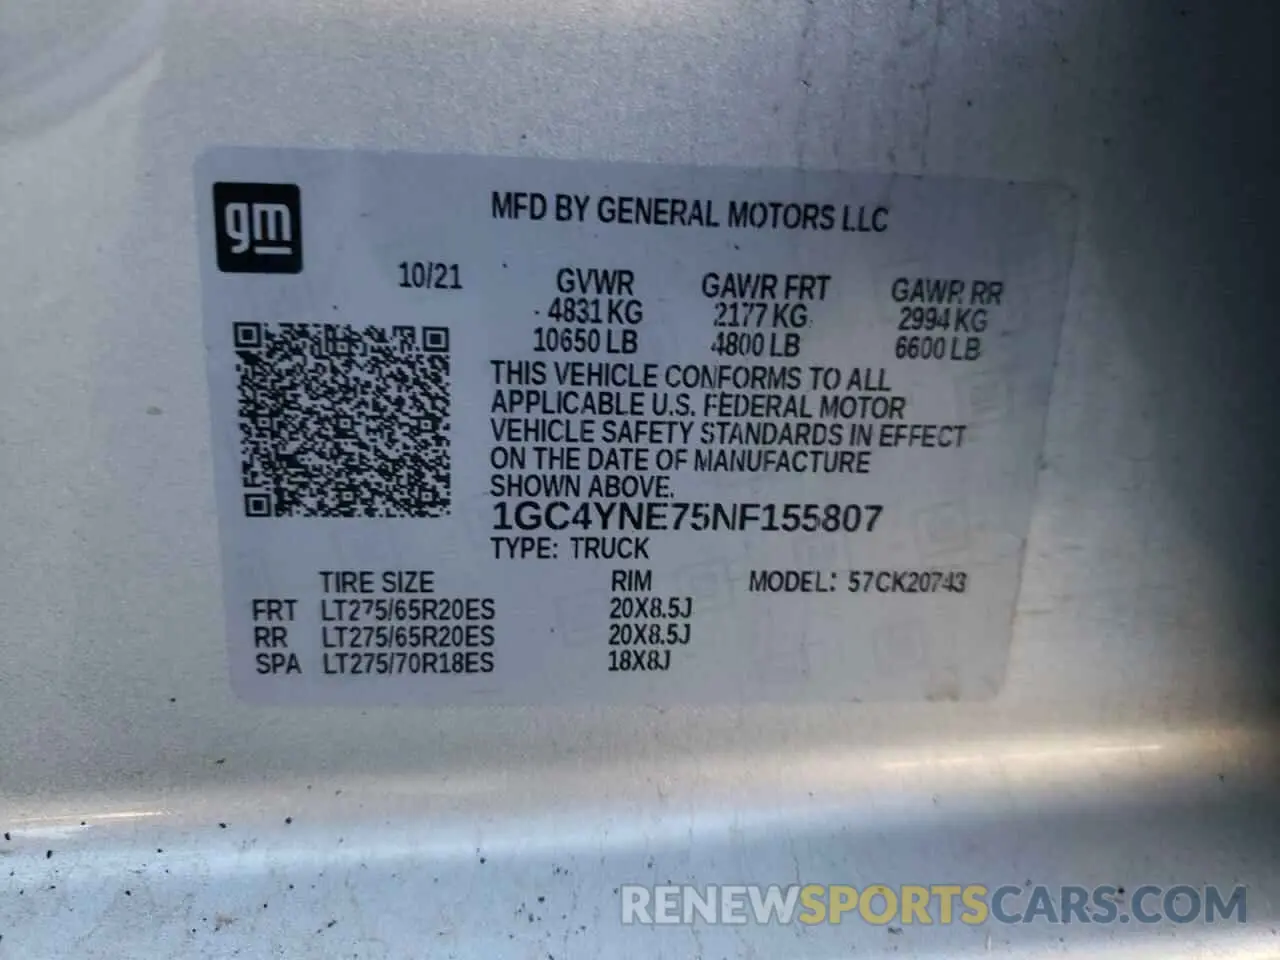 gm
MFD BY GENERAL MOTORS LLC
10/21 GVWR GAWR FRT GAWR RR
4831 KG 2177 KG 2994 KG
10650 LB 4800 LB 6600 LB
THIS VEHICLE CONFORMS TO ALL
APPLICABLE U.S. FEDERAL MOTOR
VEHICLE SAFETY STANDARDS IN EFFECT
ON THE DATE OF MANUFACTURE
SHOWN ABOVE.
1GC4YNE75NF155807
TYPE: TRUCK
TIRE SIZE RIM MODEL: 57CK20743
FRT LT275/65R20ES 20X8.5J
RR LT275/65R20ES 20X8.5J
SPA LT275/70R18ES 18X8J
RENEWSPORTSCARS.COM